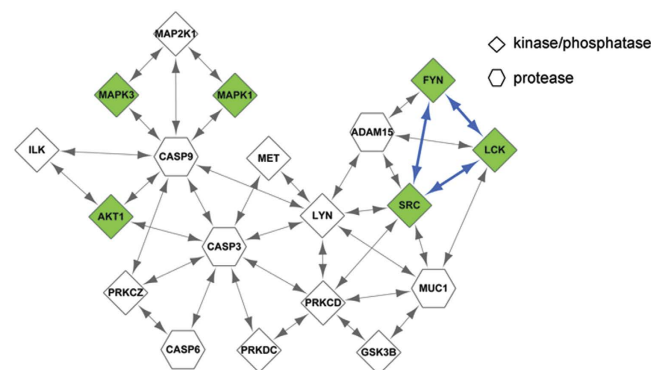 MAP2K1
kinase/phosphatase
protease
FYN
MAPK3
MAPK1
ADAM15
ILK
CASP9
MET
LCK
AKT1
LYN
SRC
CASP3
PRKCZ
PRKCD
MUC1
CASP6
PRKDC
GSK3B